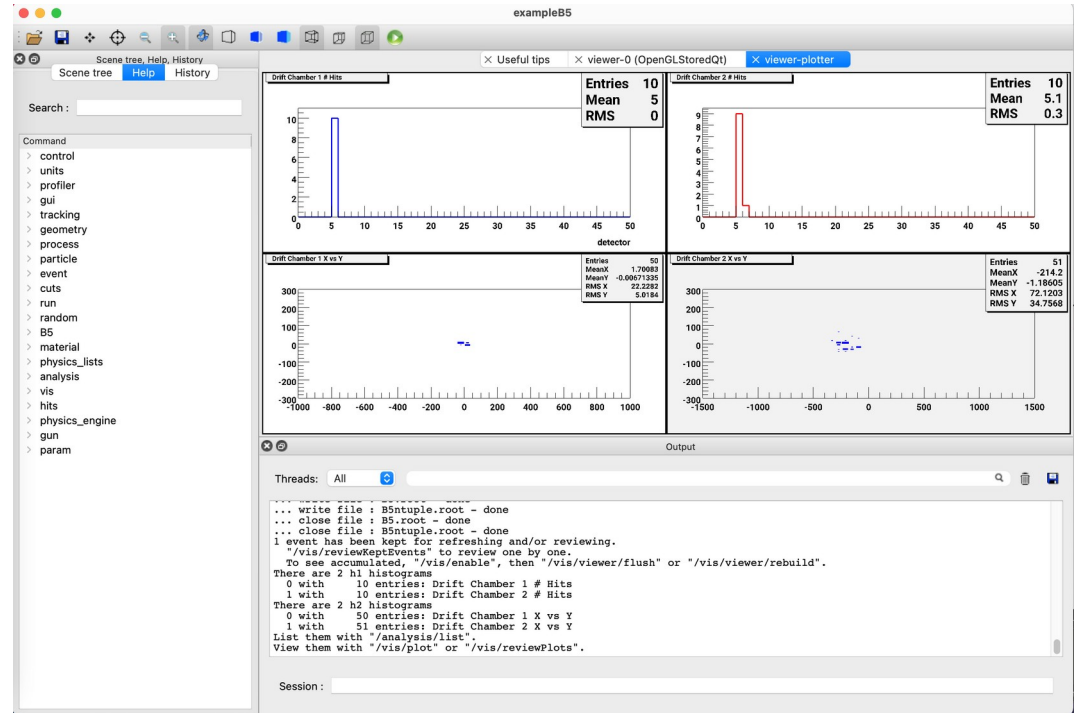 exampleB5
Scene tree, Help, History
Scene tree Help History
Search :
Command
control
units
profiler
gui
tracking
geometry
process
particle
event
cuts
run
random
B5
material
physics_lists
analysis
vis
hits
physics_engine
gun
param
Useful tips viewer-0 (OpenGLStoredQt) viewer-plotter
Drift Chamber 1 # Hits
Entries 10
Mean 5
RMS 0
10
8
6
4
2
0
0 5 10 15 20 25 30 35 40 45 50
detector
Drift Chamber 2 # Hits
Entries 10
Mean 5.1
RMS 0.3
9
8
7
6
5
4
3
2
1
0
0 5 10 15 20 25 30 35 40 45 50
Drift Chamber 1 X vs Y
Entries 50
MeanX 1.70083
MeanY -0.00671335
RMS X 22.2282
RMS Y 5.0184
300
200
100
0
-100
-200
-300
-1000 -800 -600 -400 -200 0 200 400 600 800 1000
Drift Chamber 2 X vs Y
Entries 51
MeanX -214.2
MeanY -1.18605
RMS X 72.1203
RMS Y 34.7568
300
200
100
0
-100
-200
-300
-1500 -1000 -500 0 500 1000 1500
Output
Threads: All
... write file : B5ntuple.root - done
... close file : B5.root - done
... close file : B5ntuple.root - done
1 event has been kept for refreshing and/or reviewing.
"/vis/reviewKeptEvents" to review one by one.
To see accumulated, "/vis/enable", then "/vis/viewer/flush" or "/vis/viewer/rebuild".
There are 2 h1 histograms
0 with 10 entries: Drift Chamber 1 # Hits
1 with 10 entries: Drift Chamber 2 # Hits
There are 2 h2 histograms
0 with 50 entries: Drift Chamber 1 X vs Y
1 with 51 entries: Drift Chamber 2 X vs Y
List them with "/analysis/list".
View them with "/vis/plot" or "/vis/reviewPlots".
Session :